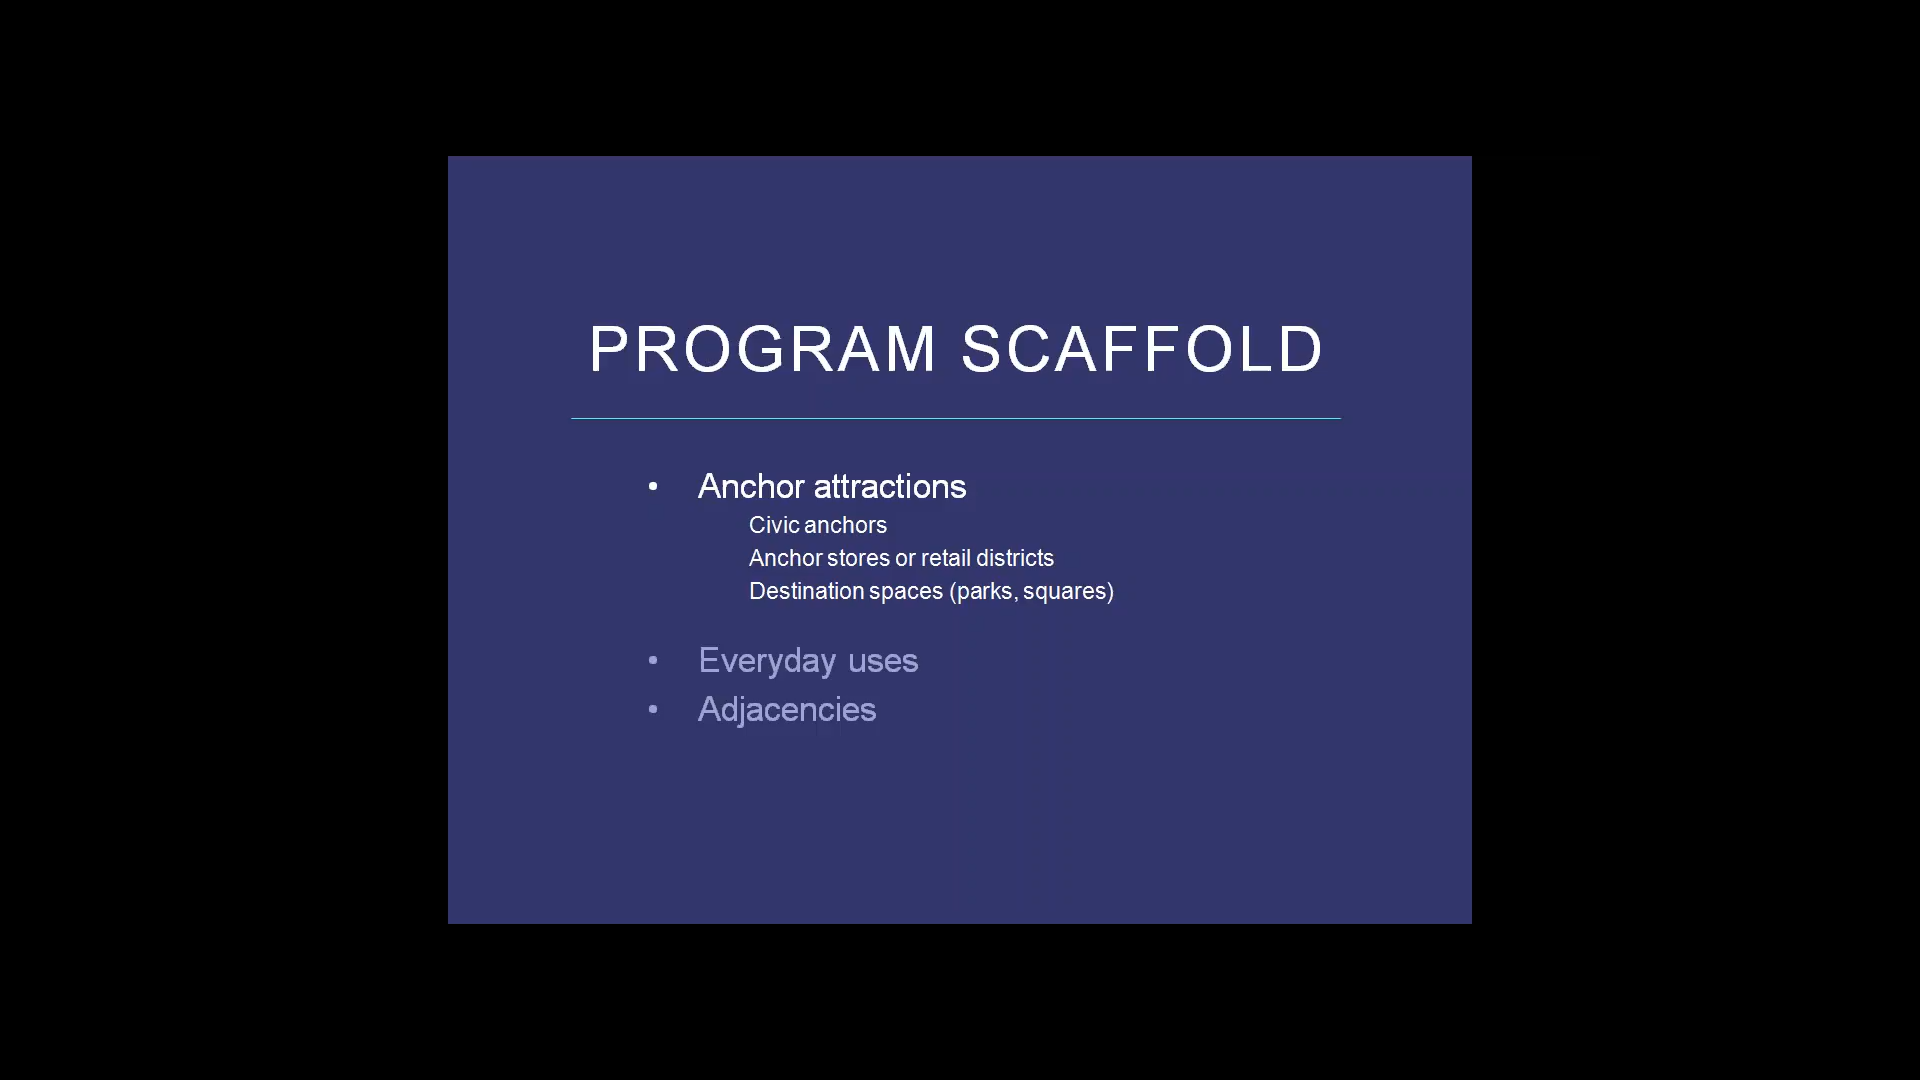 PROGRAM SCAFFOLD
• Anchor attractions
Civic anchors
Anchor stores or retail districts
Destination spaces (parks, squares)
• Everyday uses
• Adjacencies